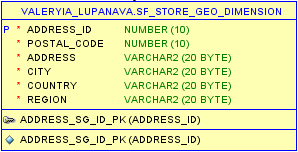 VALERYIA_LUPANAVA.SF_STORE_GEO_DIMENSION
P * ADDRESS_ID NUMBER (10)
* POSTAL_CODE NUMBER (10)
* ADDRESS VARCHAR2 (20 BYTE)
* CITY VARCHAR2 (20 BYTE)
* COUNTRY VARCHAR2 (20 BYTE)
* REGION VARCHAR2 (20 BYTE)
ADDRESS_SG_ID_PK (ADDRESS_ID)
ADDRESS_SG_ID_PK (ADDRESS_ID)